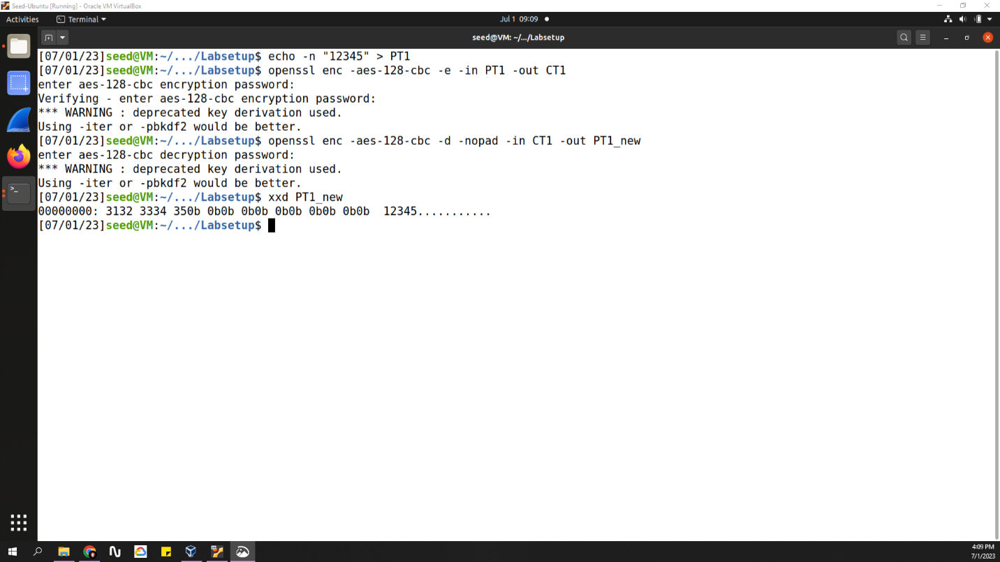 Seed-Ubuntu [Running] - Oracle VM VirtualBox
Activities Terminal Jul 1 09:09
seed@VM: ~/.../Labsetup
[07/01/23]seed@VM:~/.../Labsetup$ echo -n "12345" > PT1
[07/01/23]seed@VM:~/.../Labsetup$ openssl enc -aes-128-cbc -e -in PT1 -out CT1
enter aes-128-cbc encryption password:
Verifying - enter aes-128-cbc encryption password:
*** WARNING : deprecated key derivation used.
Using -iter or -pbkdf2 would be better.
[07/01/23]seed@VM:~/.../Labsetup$ openssl enc -aes-128-cbc -d -nopad -in CT1 -out PT1_new
enter aes-128-cbc decryption password:
*** WARNING : deprecated key derivation used.
Using -iter or -pbkdf2 would be better.
[07/01/23]seed@VM:~/.../Labsetup$ xxd PT1_new
00000000: 3132 3334 350b 0b0b 0b0b 0b0b 0b0b 0b0b  12345...........
[07/01/23]seed@VM:~/.../Labsetup$
4:09 PM
7/1/2023